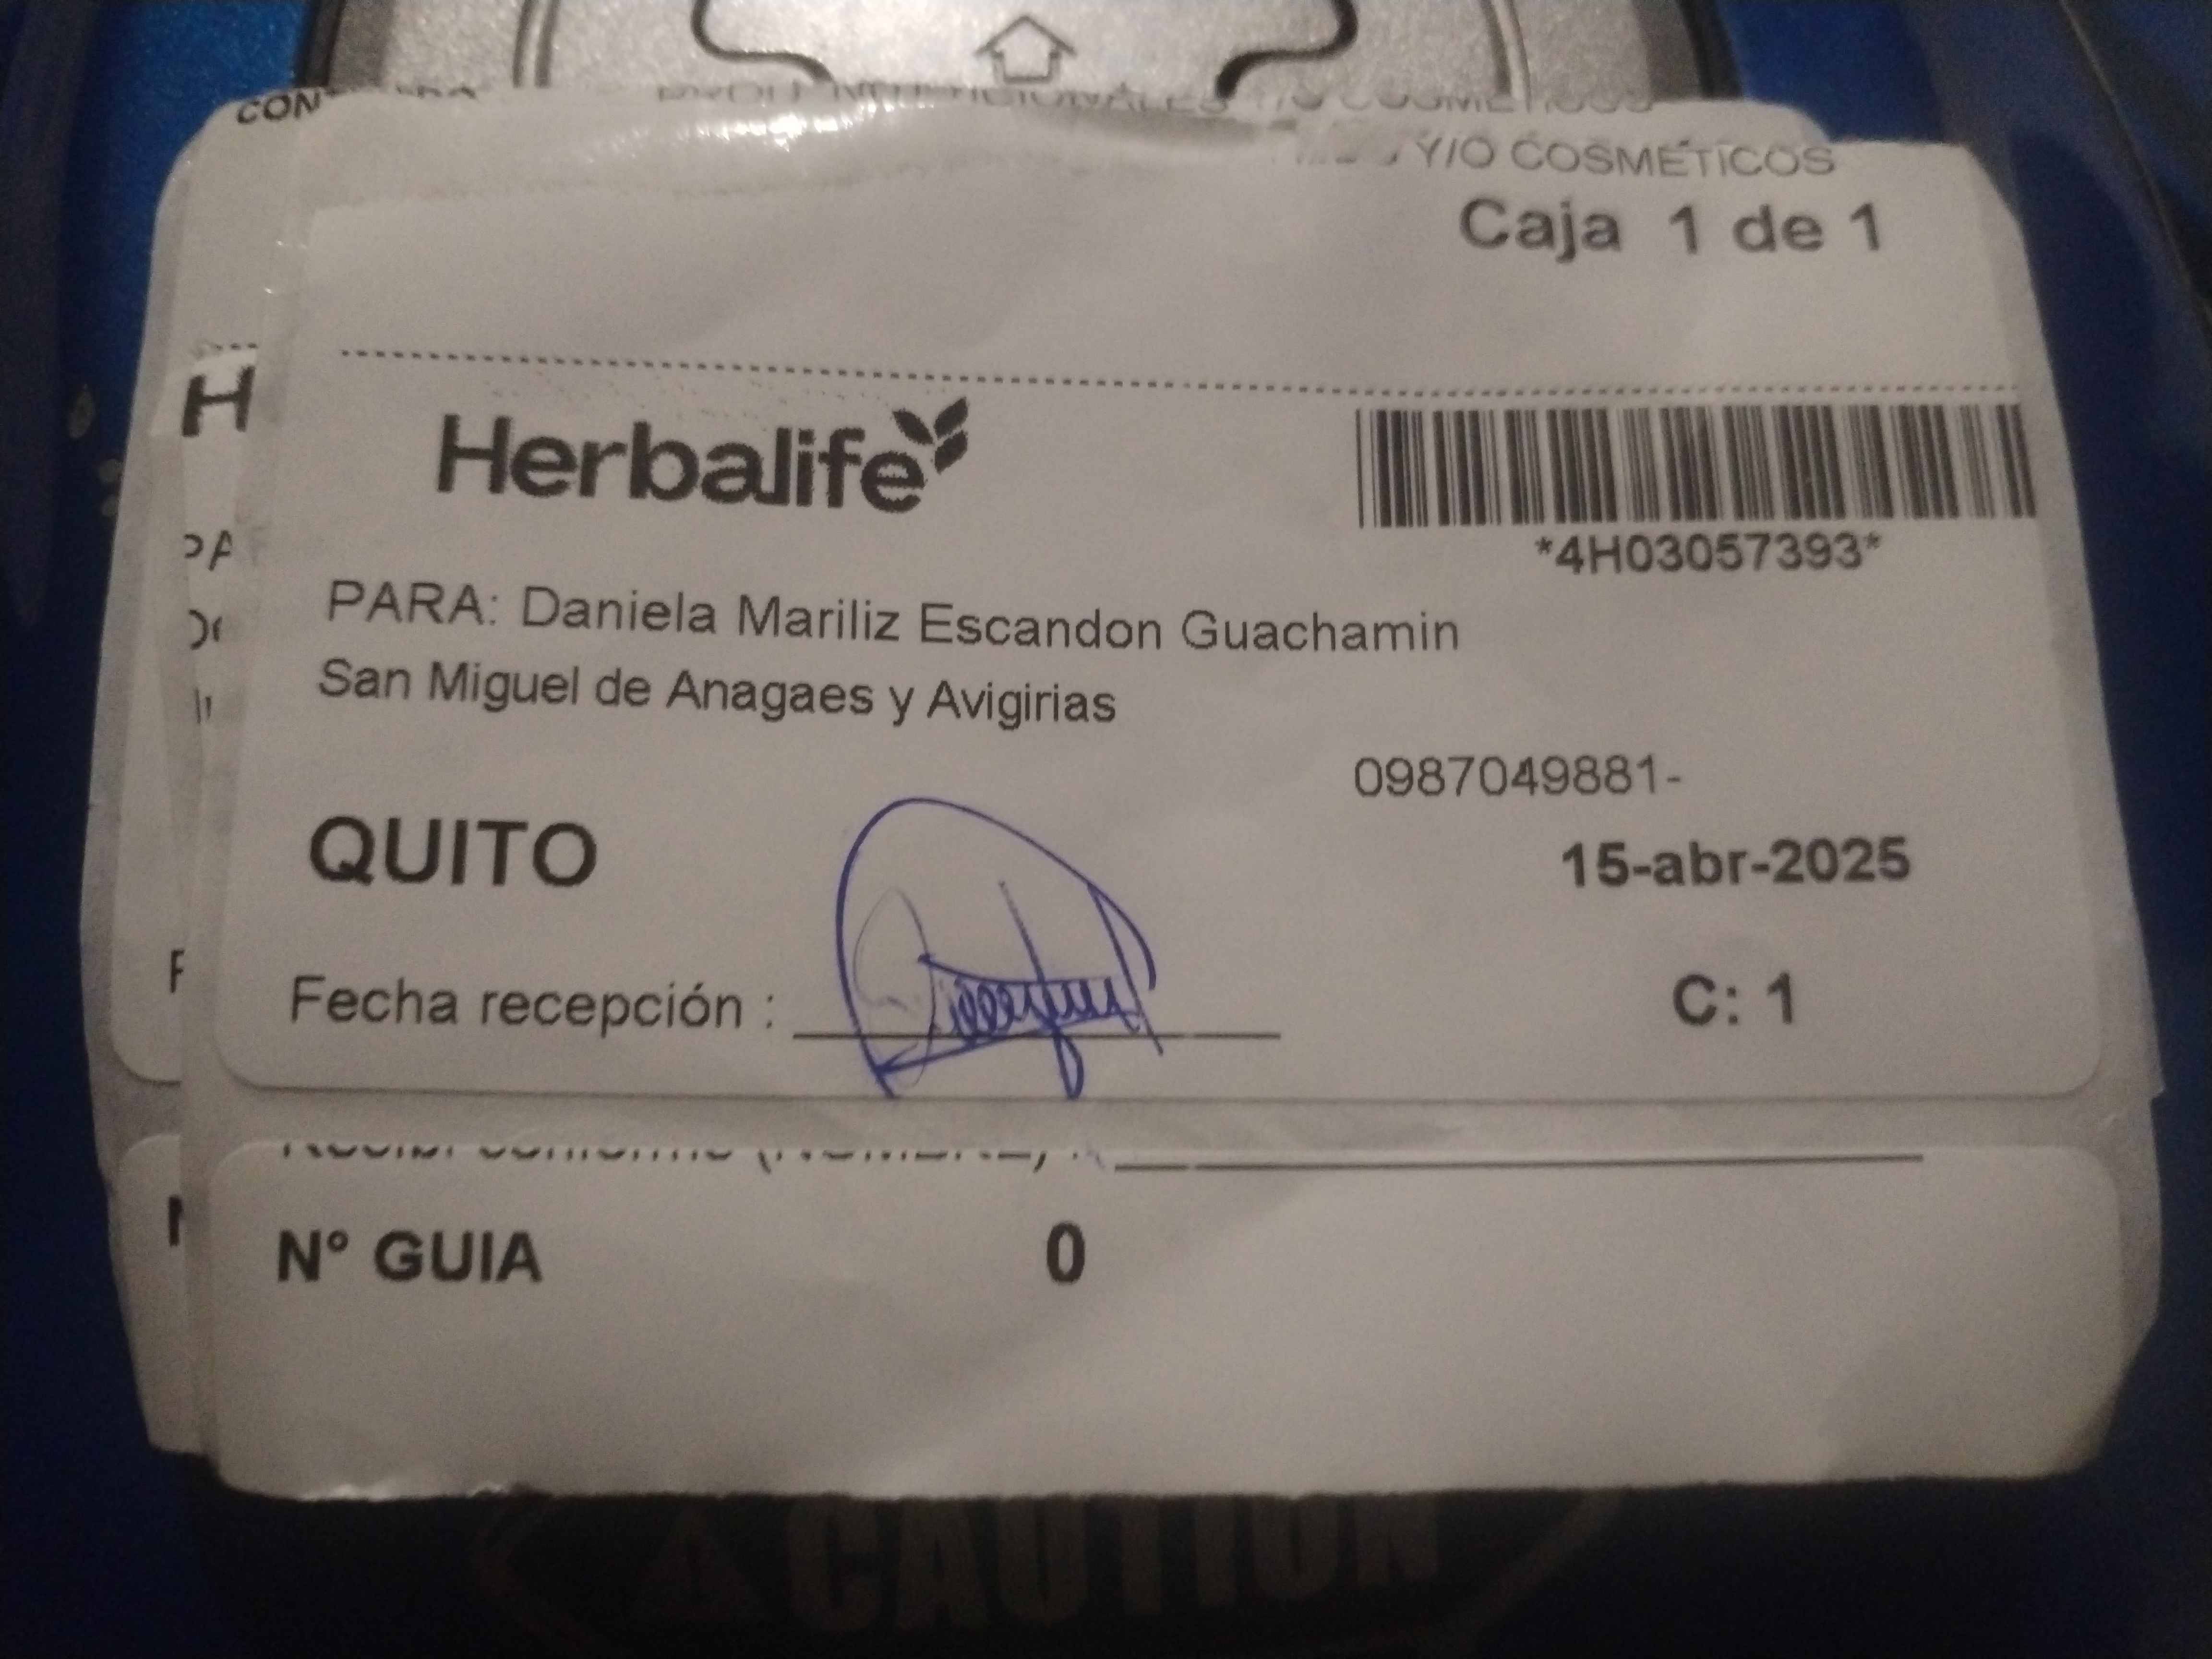 Y/O COSMÉTICOS
Caja 1 de 1
H
Herbalife
*4H03057393*
PARA: Daniela Mariliz Escandon Guachamin
San Miguel de Anagaes y Avigirias
0987049881-
QUITO
15-abr-2025
Fecha recepción :
C: 1
N° GUIA 0
CAUTION